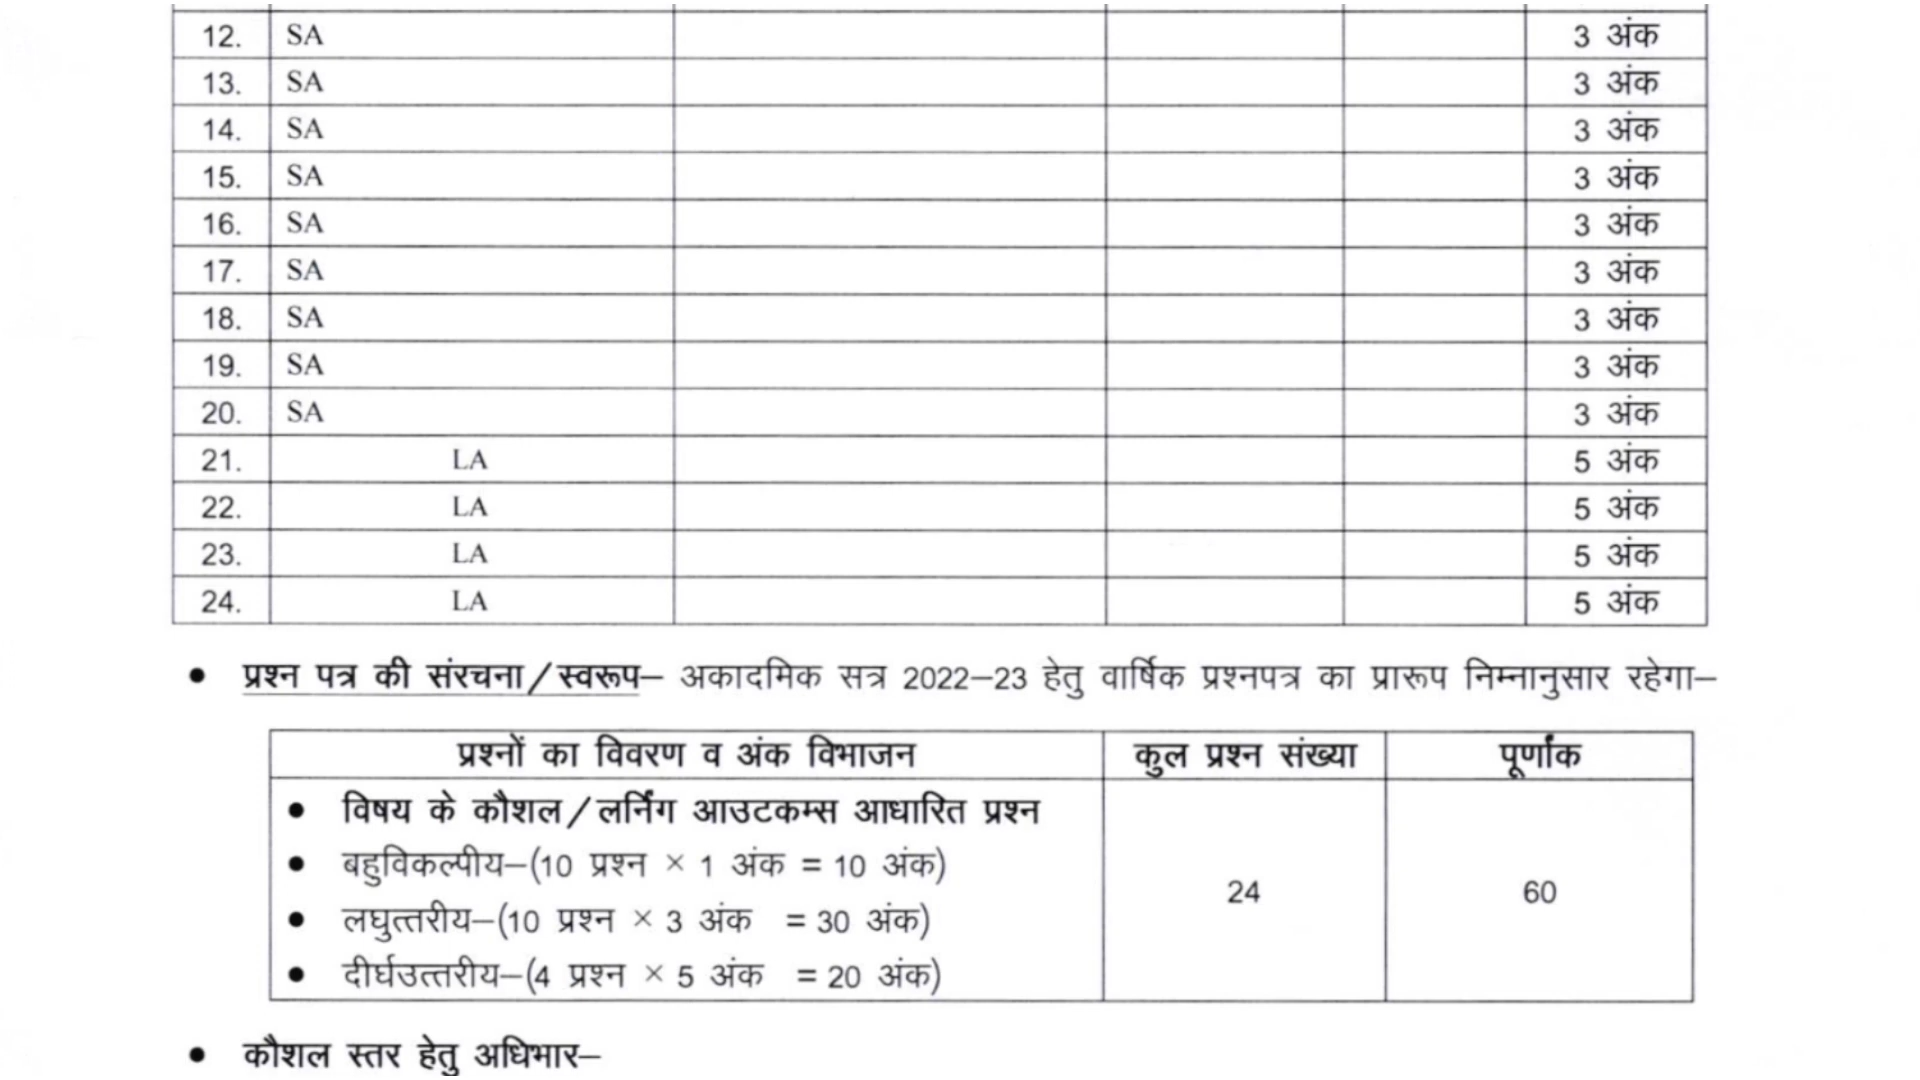 12. SA 3 अंक
13. SA 3 अंक
14. SA 3 अंक
15. SA 3 अंक
16. SA 3 अंक
17. SA 3 अंक
18. SA 3 अंक
19. SA 3 अंक
20. SA 3 अंक
21. LA 5 अंक
22. LA 5 अंक
23. LA 5 अंक
24. LA 5 अंक
• प्रश्न पत्र की संरचना/स्वरूप– अकादमिक सत्र 2022–23 हेतु वार्षिक प्रश्नपत्र का प्रारूप निम्नानुसार रहेगा–
प्रश्नों का विवरण व अंक विभाजन कुल प्रश्न संख्या पूर्णांक
• विषय के कौशल/लर्निंग आउटकम्स आधारित प्रश्न
• बहुविकल्पीय–(10 प्रश्न × 1 अंक = 10 अंक)
24 60
• लघुत्तरीय–(10 प्रश्न × 3 अंक = 30 अंक)
• दीर्घउत्तरीय–(4 प्रश्न × 5 अंक = 20 अंक)
• कौशल स्तर हेतु अधिभार–